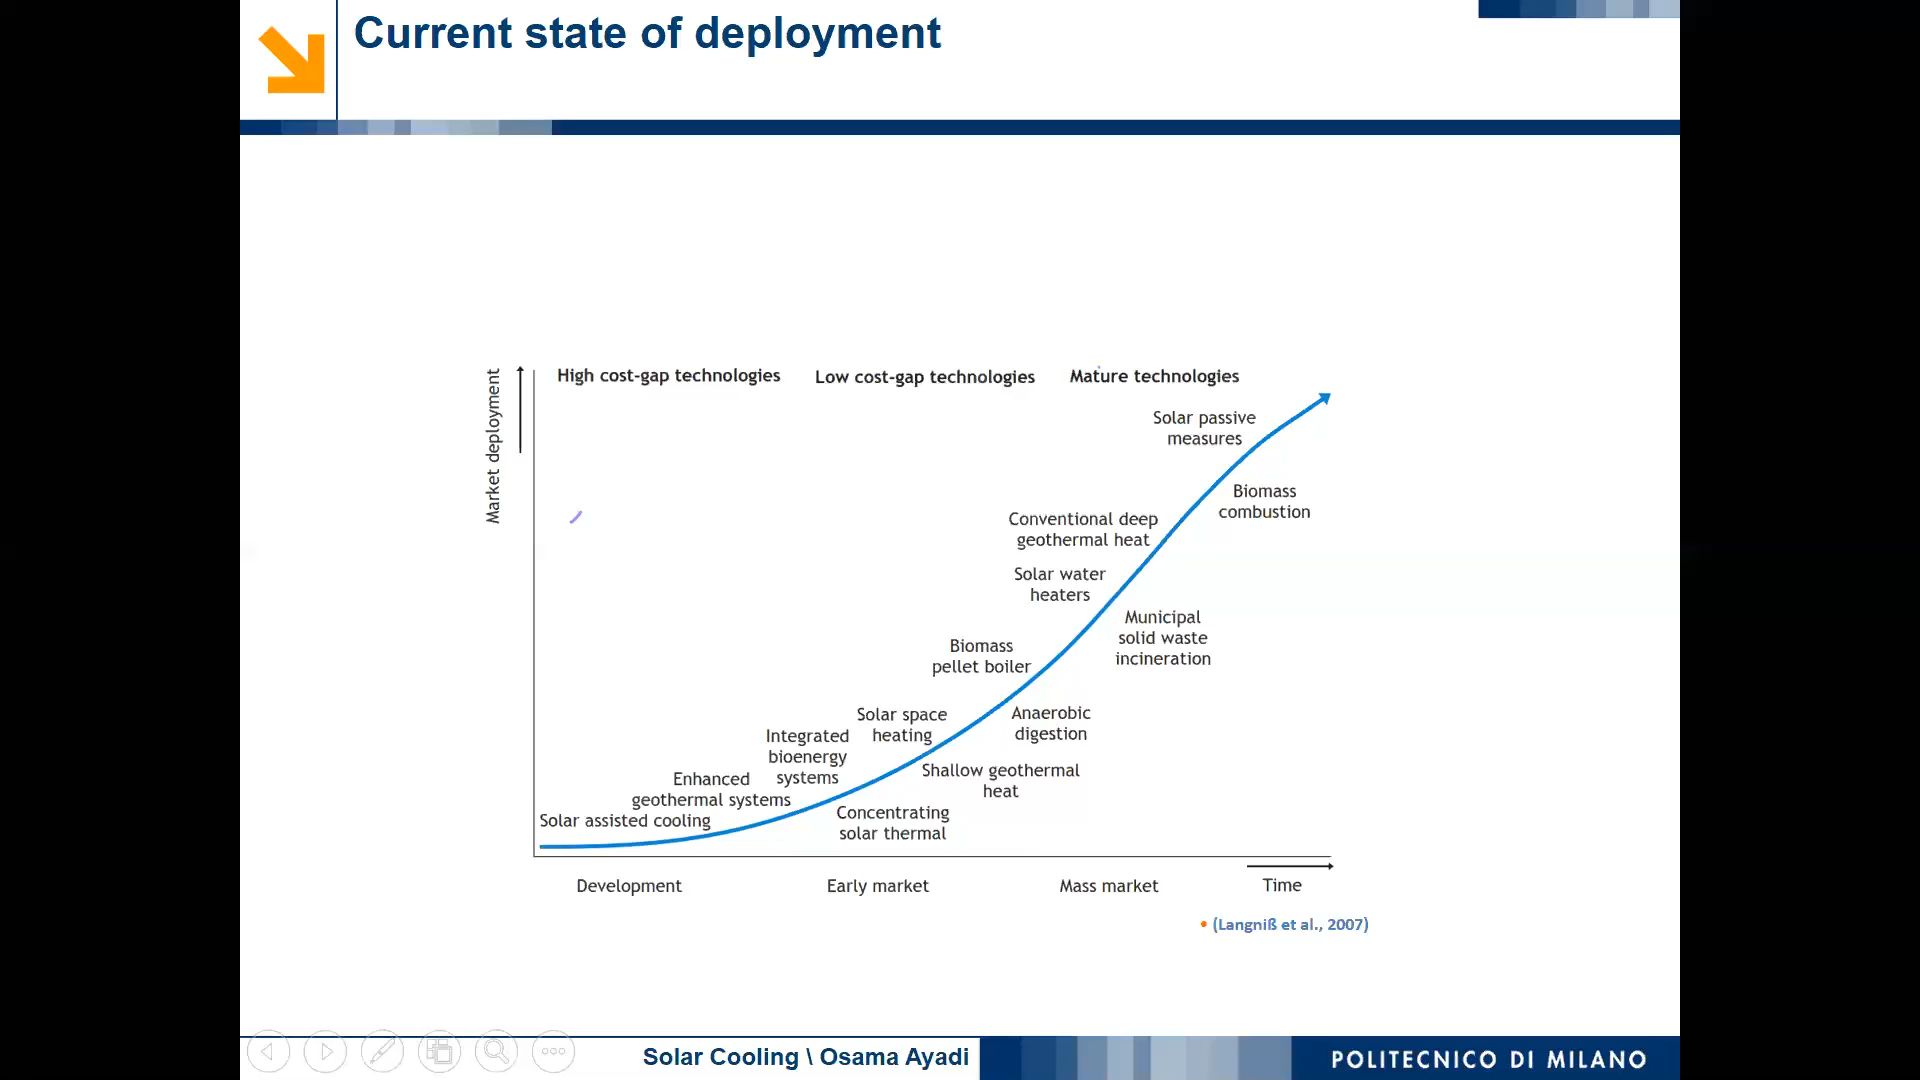 Current state of deployment
Market deployment
High cost-gap technologies
Low cost-gap technologies
Mature technologies
Solar passive
measures
Biomass
combustion
Conventional deep
geothermal heat
Solar water
heaters
Municipal
solid waste
incineration
Biomass
pellet boiler
Solar space
heating
Anaerobic
digestion
Integrated
bioenergy
systems
Shallow geothermal
heat
Enhanced
geothermal systems
Concentrating
solar thermal
Solar assisted cooling
Development
Early market
Mass market
Time
• (Langniß et al., 2007)
Solar Cooling \ Osama Ayadi
POLITECNICO DI MILANO